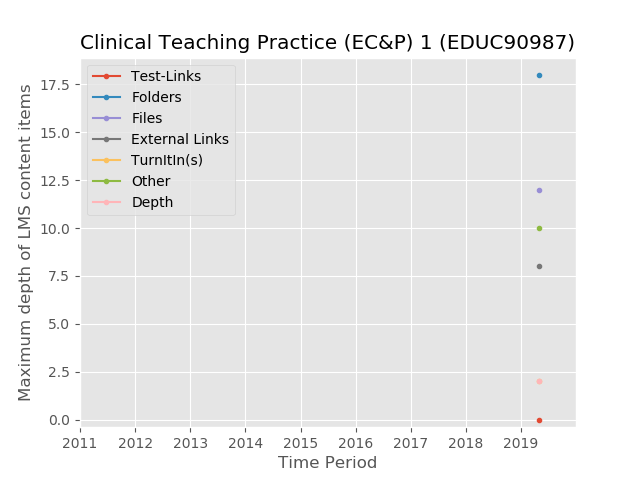 Clinical Teaching Practice (EC&P) 1 (EDUC90987)
Maximum depth of LMS content items
17.5
15.0
12.5
10.0
7.5
5.0
2.5
0.0
Test-Links
Folders
Files
External Links
TurnItIn(s)
Other
Depth
2011 2012 2013 2014 2015 2016 2017 2018 2019
Time Period